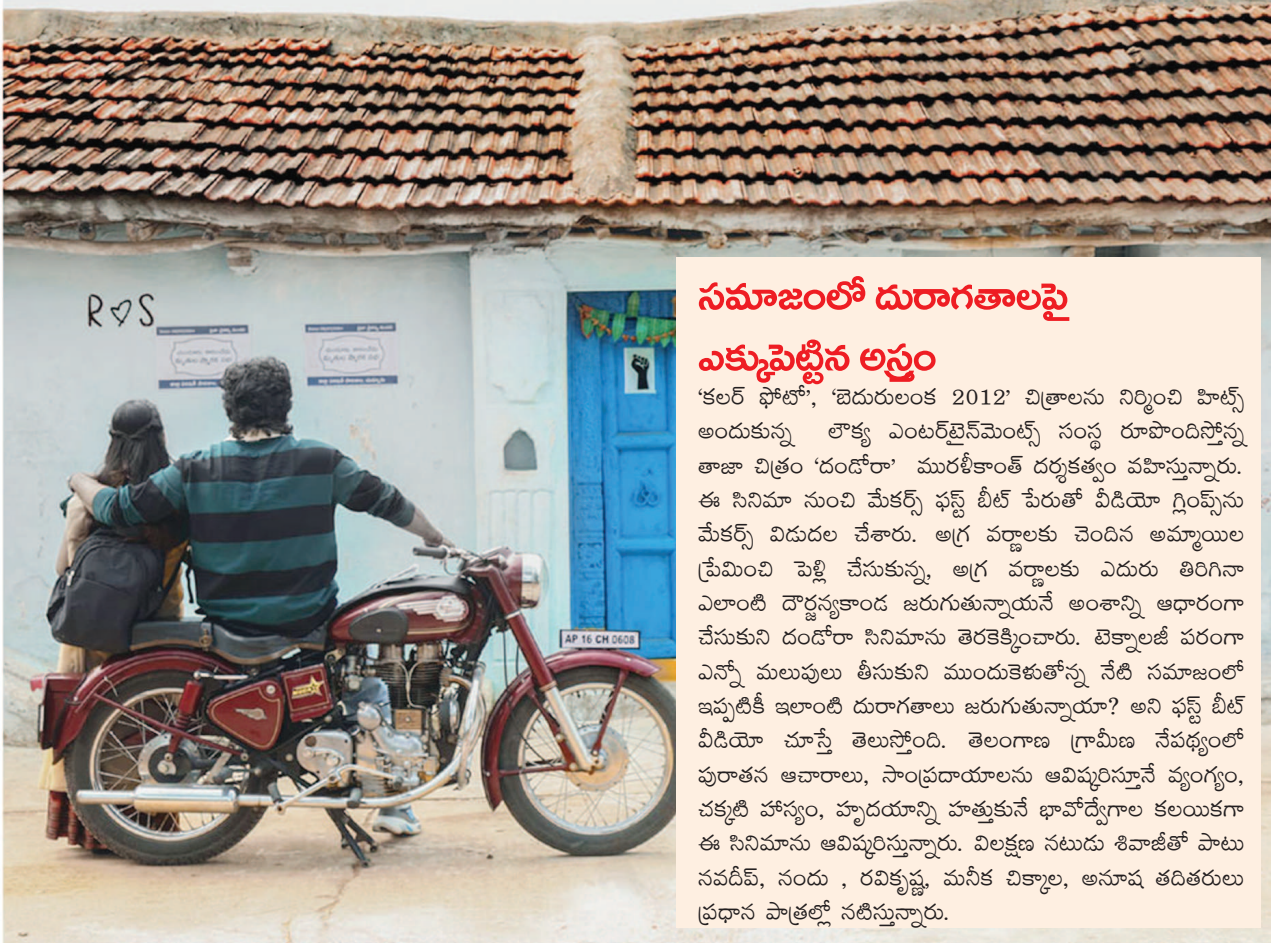 R♡S
సమాజంలో దురాగతాలపై
ఎక్కుపెట్టిన అస్త్రం
‘కలర్ ఫోటో’, ‘బెదురులంక 2012’ చిత్రాలను నిర్మించి హిట్స్
అందుకున్న లౌక్య ఎంటర్‌టైన్‌మెంట్స్ సంస్థ రూపొందిస్తోన్న
తాజా చిత్రం ‘దండోరా’ మురళీకాంత్ దర్శకత్వం వహిస్తున్నారు.
ఈ సినిమా నుంచి మేకర్స్ ఫస్ట్ బీట్ పేరుతో వీడియో గ్లింప్స్‌ను
మేకర్స్ విడుదల చేశారు. అగ్ర వర్ణాలకు చెందిన అమ్మాయిల
ప్రేమించి పెళ్లి చేసుకున్న, అగ్ర వర్ణాలకు ఎదురు తిరిగినా
ఎలాంటి దౌర్జన్యకాండ జరుగుతున్నాయనే అంశాన్ని ఆధారంగా
చేసుకుని దండోరా సినిమాను తెరకెక్కించారు. టెక్నాలజీ పరంగా
ఎన్నో మలుపులు తీసుకుని ముందుకెళుతోన్న నేటి సమాజంలో
ఇప్పటికీ ఇలాంటి దురాగతాలు జరుగుతున్నాయా? అని ఫస్ట్ బీట్
వీడియో చూస్తే తెలుస్తోంది. తెలంగాణ గ్రామీణ నేపథ్యంలో
పురాతన ఆచారాలు, సాంప్రదాయాలను ఆవిష్కరిస్తూనే వ్యంగ్యం,
చక్కటి హాస్యం, హృదయాన్ని హత్తుకునే భావోద్వేగాల కలయికగా
ఈ సినిమాను ఆవిష్కరిస్తున్నారు. విలక్షణ నటుడు శివాజీతో పాటు
నవదీప్, నందు , రవికృష్ణ, మనీక చిక్కాల, అనూష తదితరులు
ప్రధాన పాత్రల్లో నటిస్తున్నారు.
AP 16 CH 0608